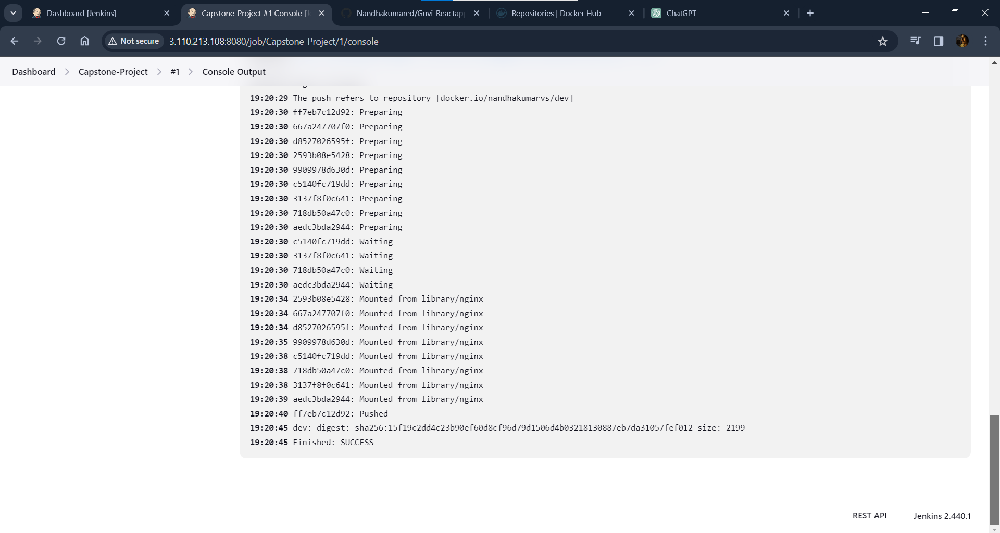 Dashboard [Jenkins]
Capstone-Project #1 Console [J
Nandhakumared/Guvi-Reactapp
Repositories | Docker Hub
ChatGPT
Not secure
3.110.213.108:8080/job/Capstone-Project/1/console
Dashboard
Capstone-Project
#1
Console Output
19:20:29 The push refers to repository [docker.io/nandhakumarvs/dev]
19:20:30 ff7eb7c12d92: Preparing
19:20:30 667a247707f0: Preparing
19:20:30 d8527026595f: Preparing
19:20:30 2593b08e5428: Preparing
19:20:30 9909978d630d: Preparing
19:20:30 c5140fc719dd: Preparing
19:20:30 3137f8f0c641: Preparing
19:20:30 718db50a47c0: Preparing
19:20:30 aedc3bda2944: Preparing
19:20:30 c5140fc719dd: Waiting
19:20:30 3137f8f0c641: Waiting
19:20:30 718db50a47c0: Waiting
19:20:30 aedc3bda2944: Waiting
19:20:34 2593b08e5428: Mounted from library/nginx
19:20:34 667a247707f0: Mounted from library/nginx
19:20:34 d8527026595f: Mounted from library/nginx
19:20:35 9909978d630d: Mounted from library/nginx
19:20:38 c5140fc719dd: Mounted from library/nginx
19:20:38 718db50a47c0: Mounted from library/nginx
19:20:38 3137f8f0c641: Mounted from library/nginx
19:20:39 aedc3bda2944: Mounted from library/nginx
19:20:40 ff7eb7c12d92: Pushed
19:20:45 dev: digest: sha256:15f19c2dd4c23b90ef60d8cf96d79d1506d4b03218130887eb7da31057fef012 size: 2199
19:20:45 Finished: SUCCESS
REST API
Jenkins 2.440.1